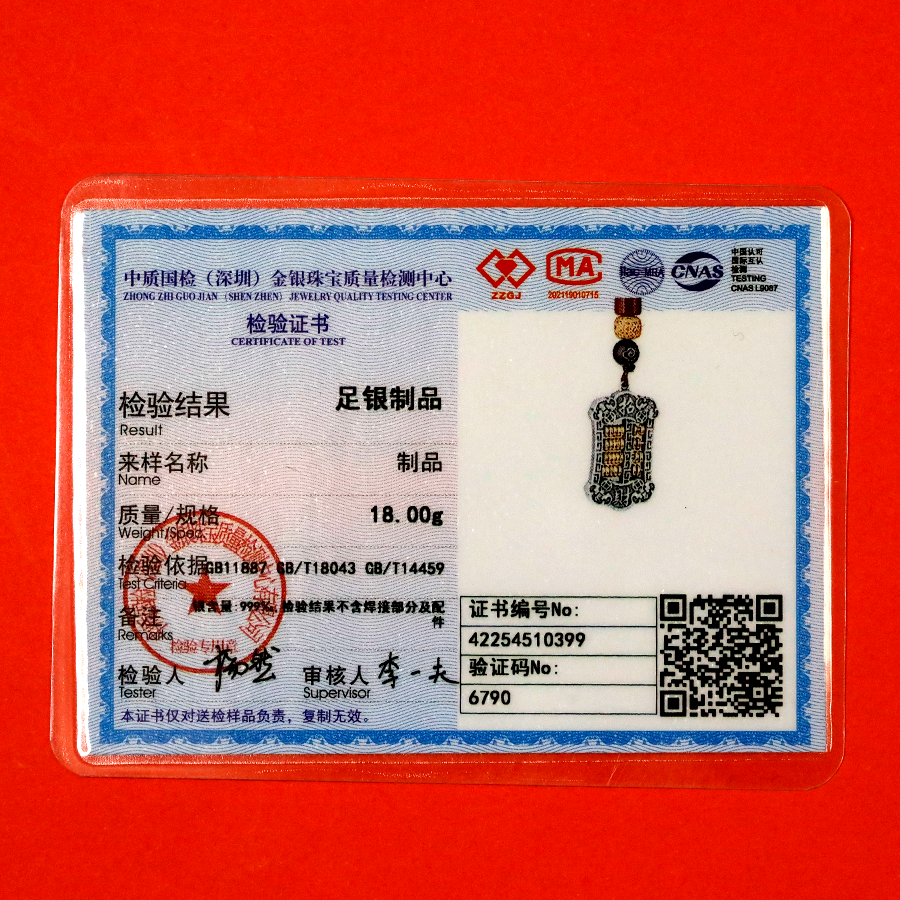 中质国检（深圳）金银珠宝质量检测中心
ZHONG ZHI GUO JIAN （SHEN ZHEN） JEWELRY QUALITY TESTING CENTER
检验证书
CERTIFICATE OF TEST
ZZGJ
MA
202119010715
ilac-MRA
CNAS
中国认可
国际互认
检测
TESTING
CNAS L9087
检验结果 足银制品
Result
来样名称 制品
Name
质量/规格 18.00g
Weight/Spec.
检验依据 GB11887 GB/T18043 GB/T14459
Test Criteria
备注 银含量:999‰ 检验结果不含焊接部分及配
件
Remarks
检验专用章
检验人
Tester
审核人 李一夫
Supervisor
本证书仅对送检样品负责，复制无效。
证书编号No:
42254510399
验证码No:
6790